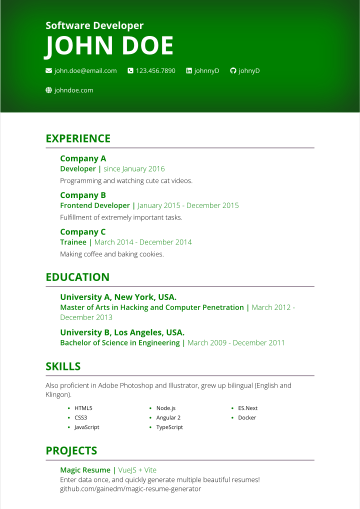 Software Developer
JOHN DOE
john.doe@email.com 123.456.7890 johnnyD johnyD
johndoe.com
EXPERIENCE
Company A
Developer | since January 2016
Programming and watching cute cat videos.
Company B
Frontend Developer | January 2015 - December 2015
Fulfillment of extremely important tasks.
Company C
Trainee | March 2014 - December 2014
Making coffee and baking cookies.
EDUCATION
University A, New York, USA.
Master of Arts in Hacking and Computer Penetration | March 2012 -
December 2013
University B, Los Angeles, USA.
Bachelor of Science in Engineering | March 2009 - December 2011
SKILLS
Also proficient in Adobe Photoshop and Illustrator, grew up bilingual (English and
Klingon).
HTML5 Node.js ES.Next
CSS3 Angular 2 Docker
JavaScript TypeScript
PROJECTS
Magic Resume | VueJS + Vite
Enter data once, and quickly generate multiple beautiful resumes!
github.com/gainedm/magic-resume-generator